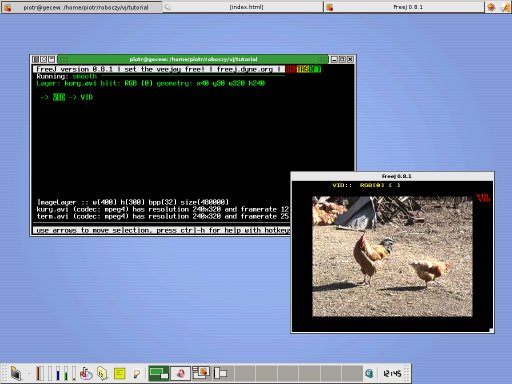 piotr@gecew: /home/piotr/roboczy/vj/tutorial
[index.html]
FreeJ 0.8.1
piotr@gecew: /home/piotr/roboczy/vj/tutorial
FreeJ version 0.8.1 | set the veejay free! | freej.dyne.org |
Running: smooth
Layer: kury.avi blit: RGB [0] geometry: x40 y30 w320 h240
-> VID -> VID
ImageLayer :: w(400) h(300) bpp(32) size(480000)
kury.avi (codec: mpeg4) has resolution 240x320 and framerate 12
term.avi (codec: mpeg4) has resolution 240x320 and framerate 25
use arrows to move selection, press ctrl-h for help with hotkey
FreeJ 0.8.1
VID:: RGB[0] [ ]
12:45